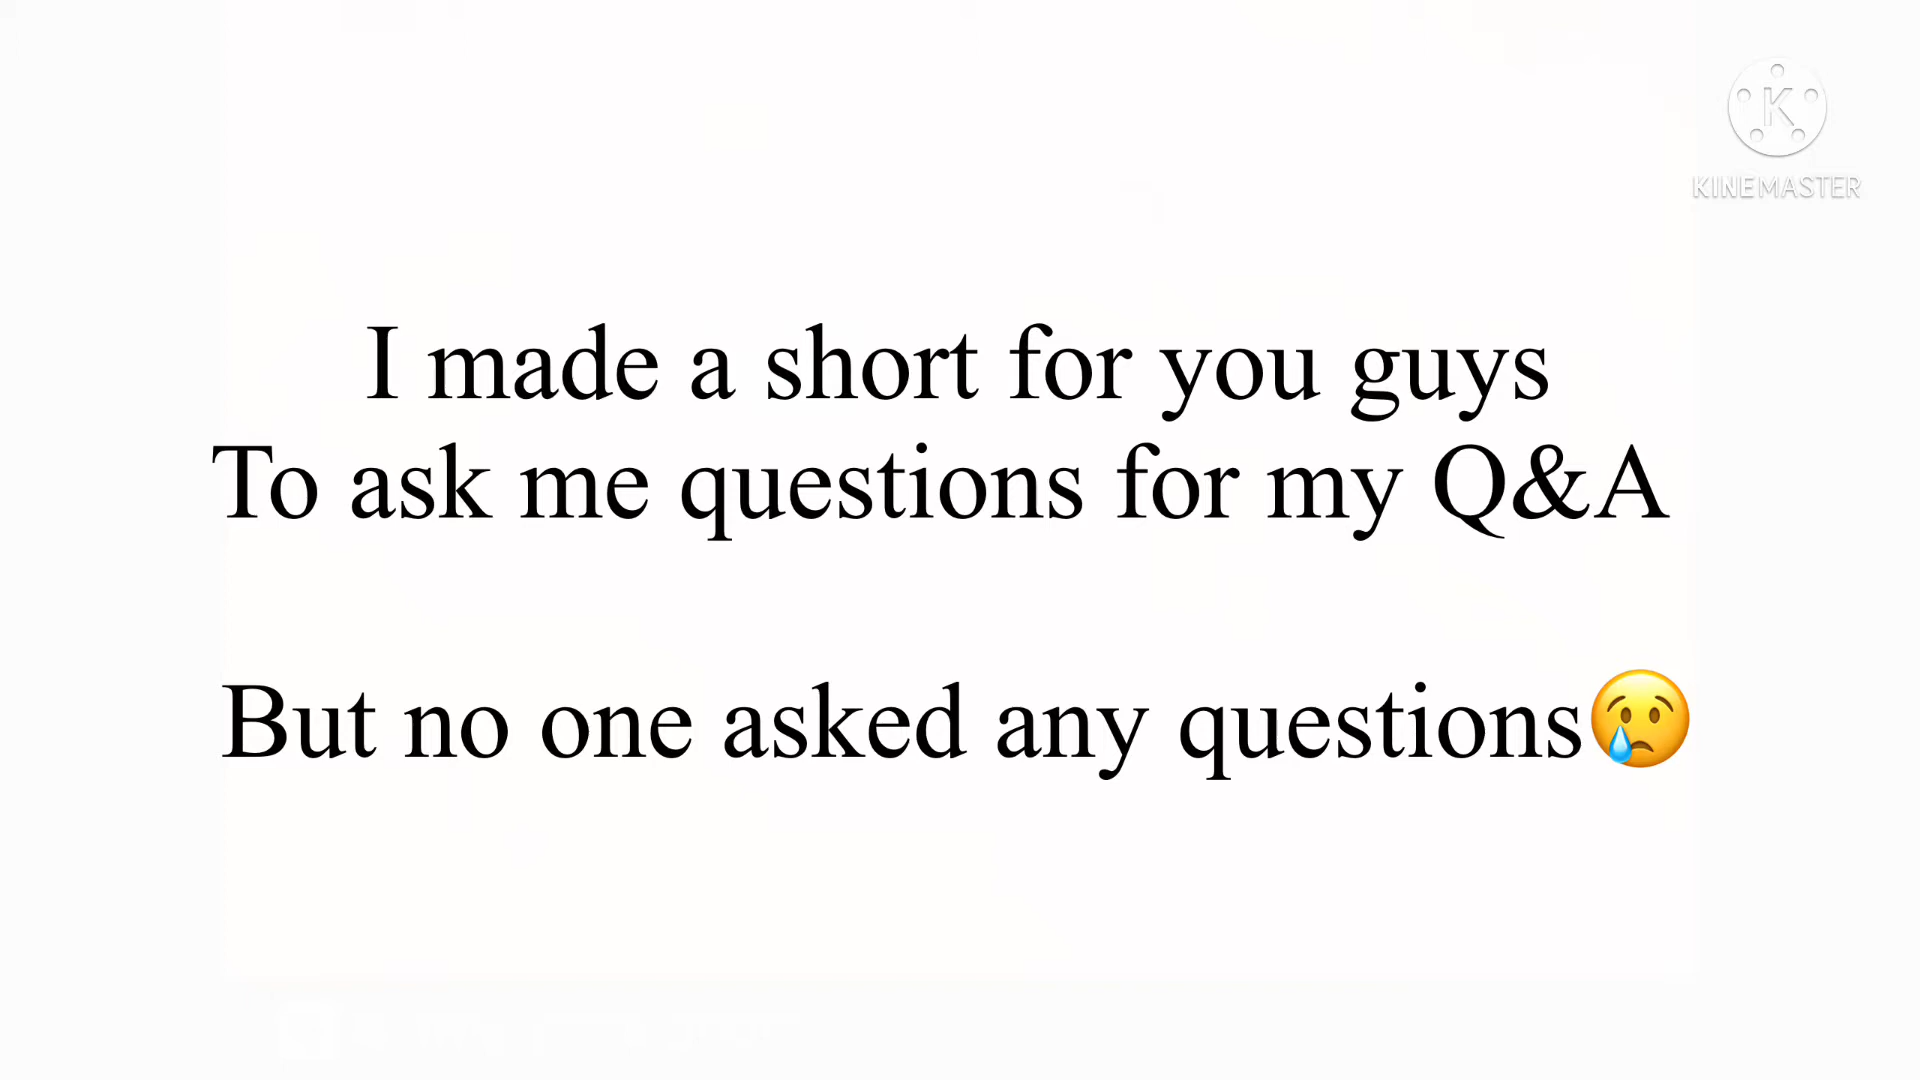 K
KINEMASTER
I made a short for you guys
To ask me questions for my Q&A
But no one asked any questions😢